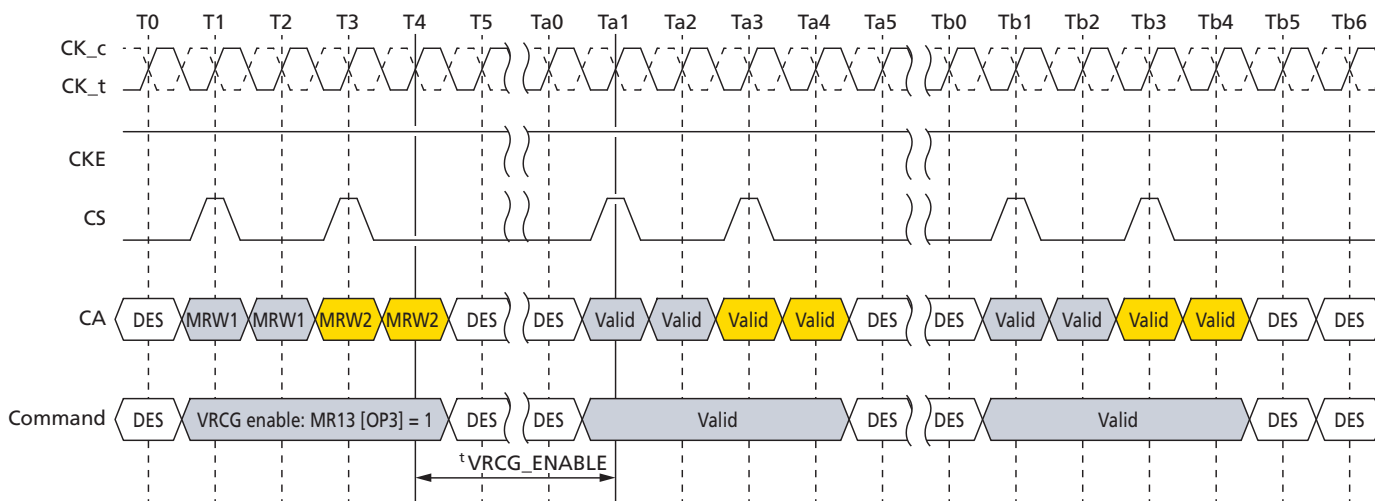 T0 T1 T2 T3 T4 T5 Ta0 Ta1 Ta2 Ta3 Ta4 Ta5 Tb0 Tb1 Tb2 Tb3 Tb4 Tb5 Tb6
CK_c
CK_t
CKE
CS
CA DES MRW1 MRW1 MRW2 MRW2 DES DES Valid Valid Valid Valid DES DES Valid Valid Valid Valid DES DES
Command DES VRCG enable: MR13 [OP3] = 1 DES DES Valid DES DES Valid DES DES
tVRCG_ENABLE